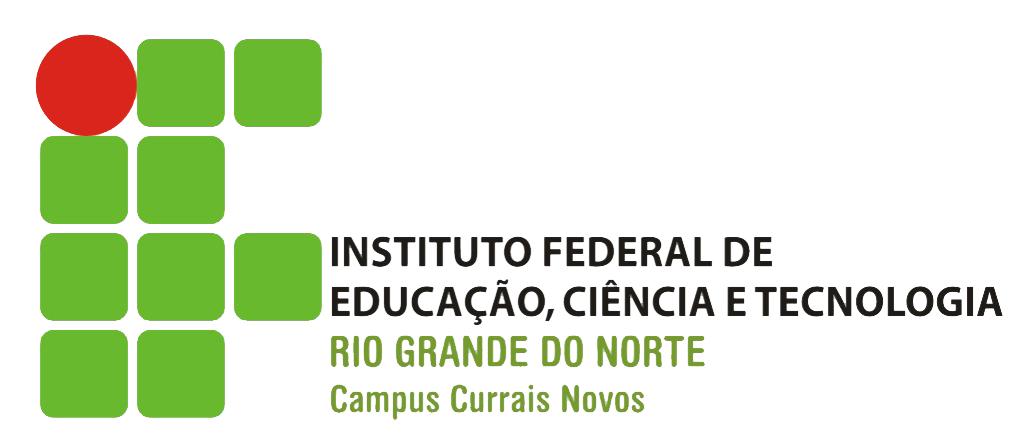 INSTITUTO FEDERAL DE
EDUCAÇÃO, CIÊNCIA E TECNOLOGIA
RIO GRANDE DO NORTE
Campus Currais Novos